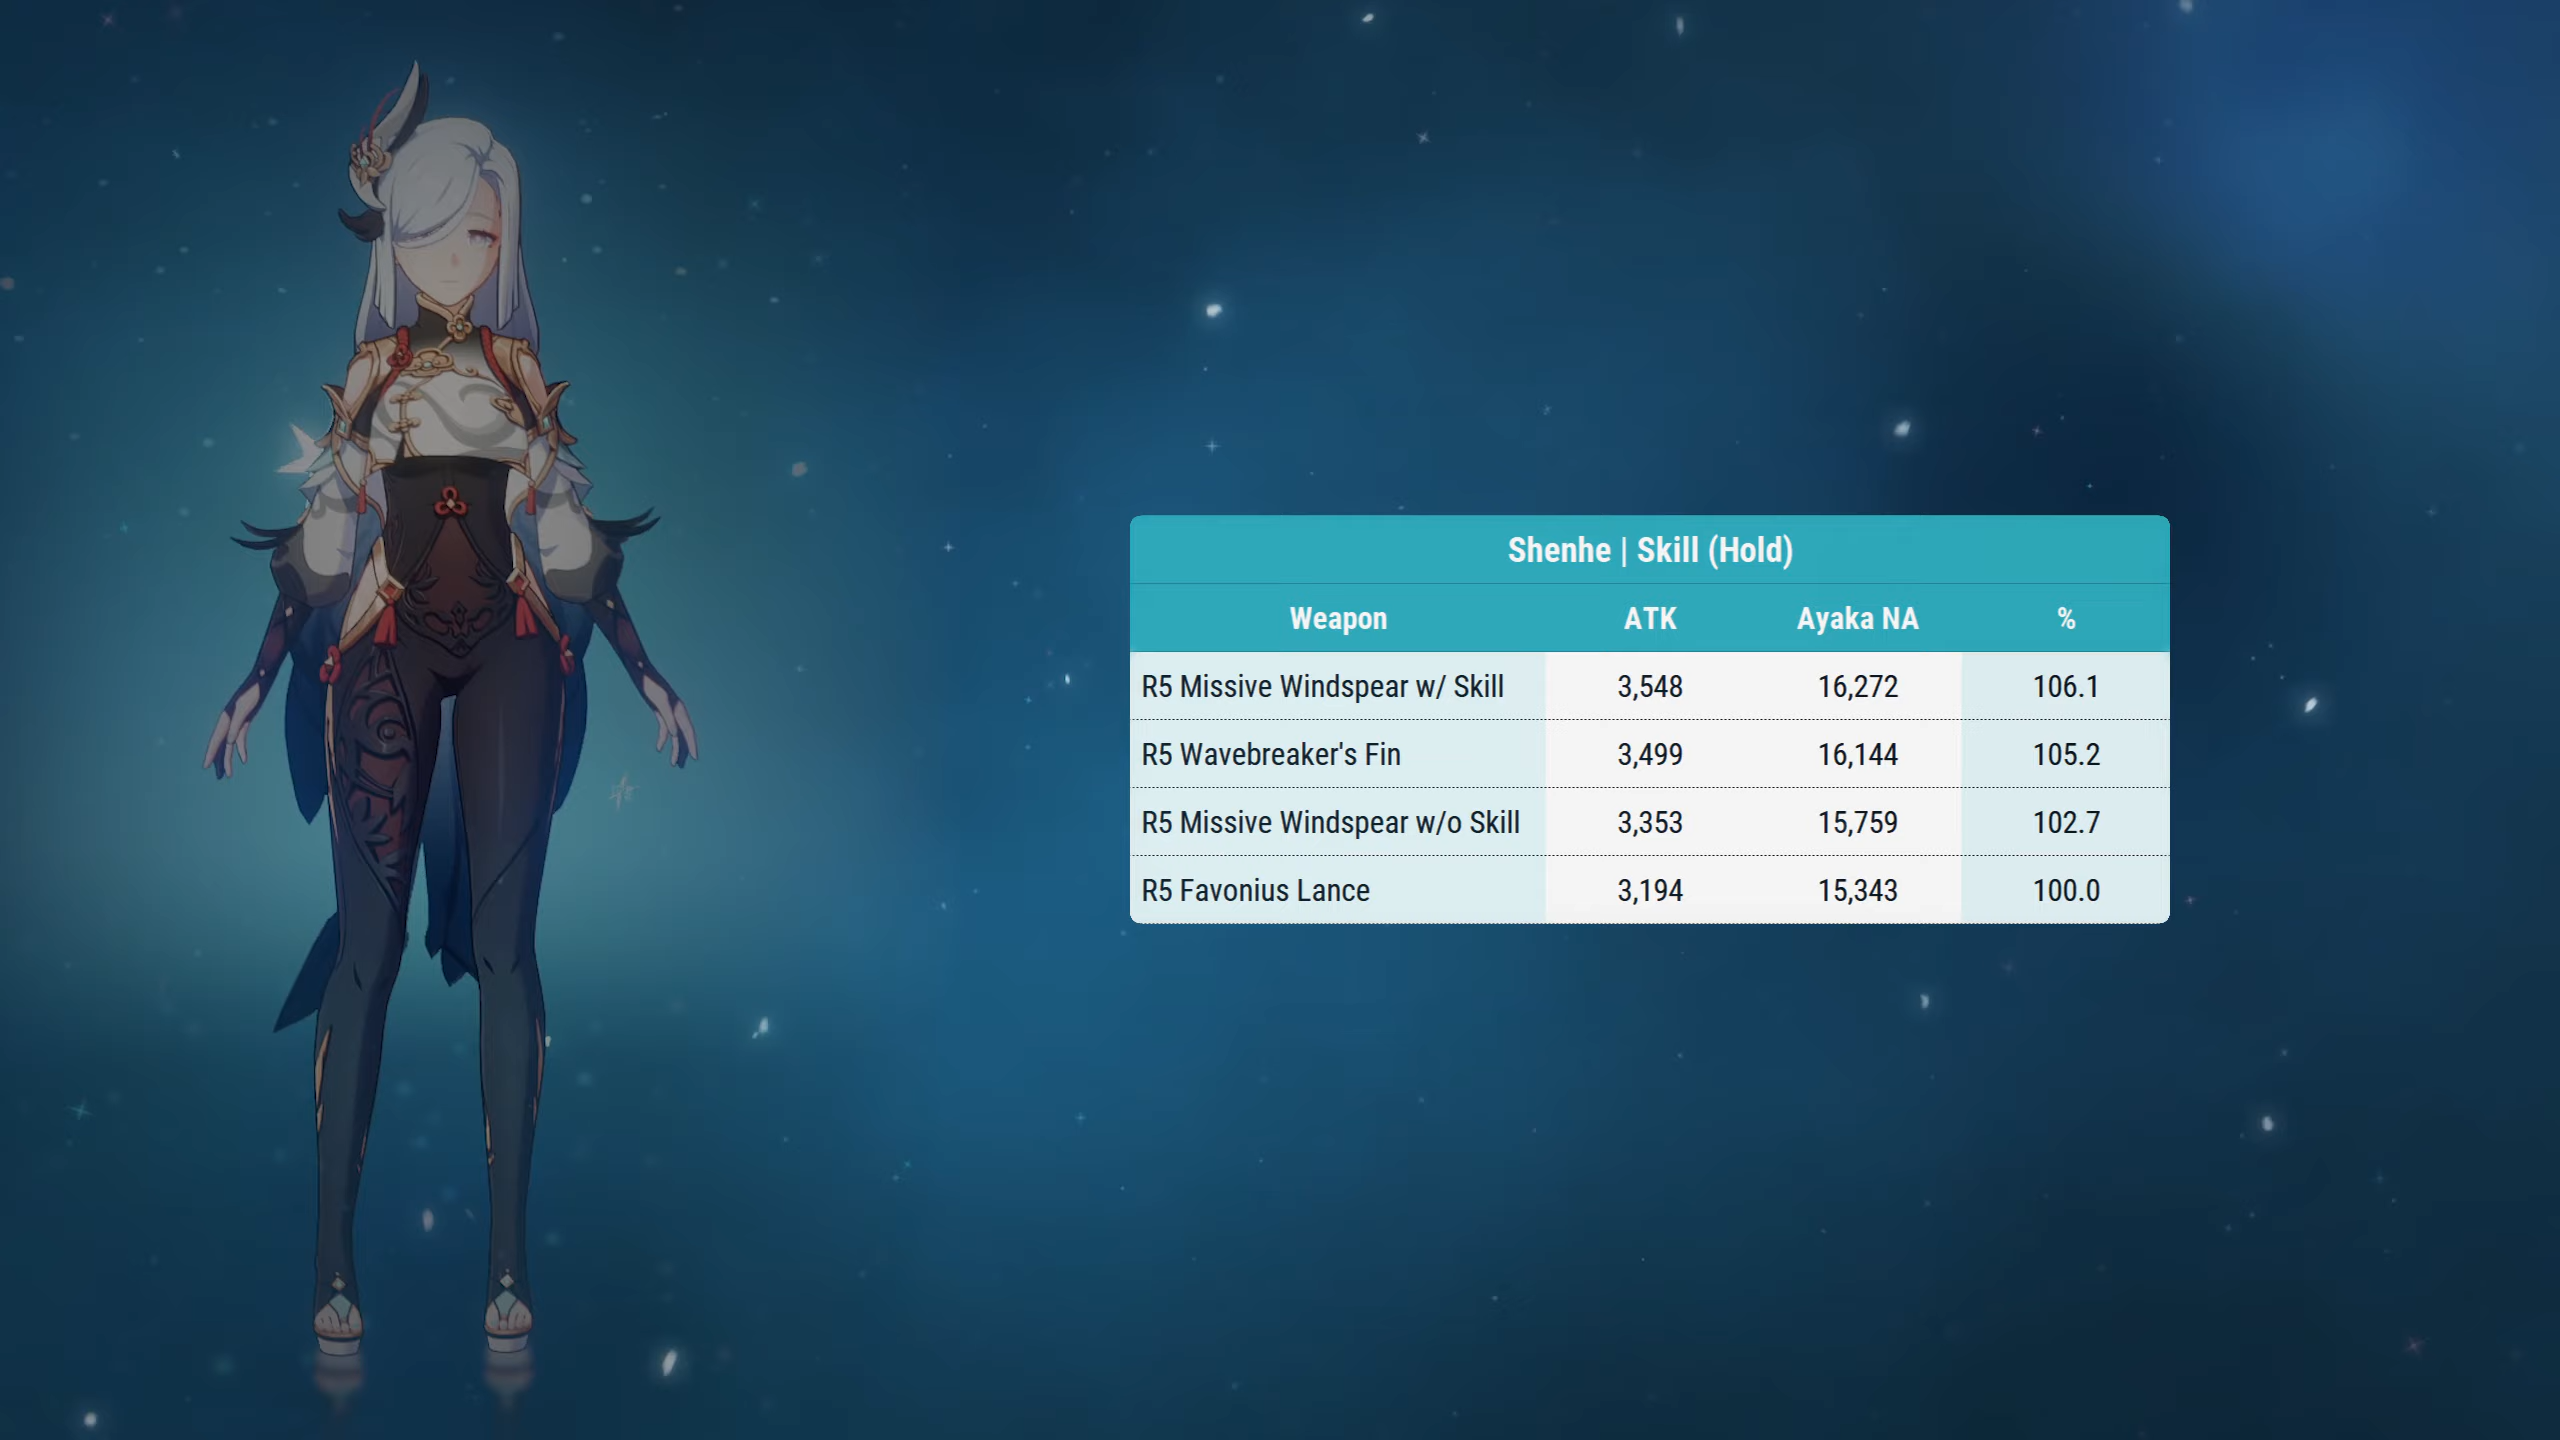 Shenhe | Skill (Hold)
Weapon ATK Ayaka NA %
R5 Missive Windspear w/ Skill 3,548 16,272 106.1
R5 Wavebreaker's Fin 3,499 16,144 105.2
R5 Missive Windspear w/o Skill 3,353 15,759 102.7
R5 Favonius Lance 3,194 15,343 100.0